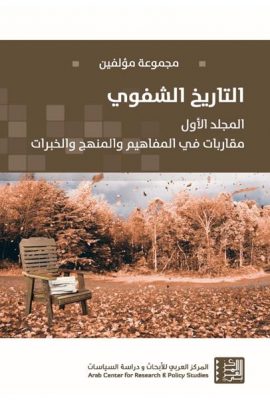 مجموعة مؤلفين
التاريخ الشفوي
المجلد الأول
مقاربات في المفاهيم والمنهج والخبرات
المركز العربي للأبحاث و دراسة السياسات
Arab Center for Research & Policy Studies